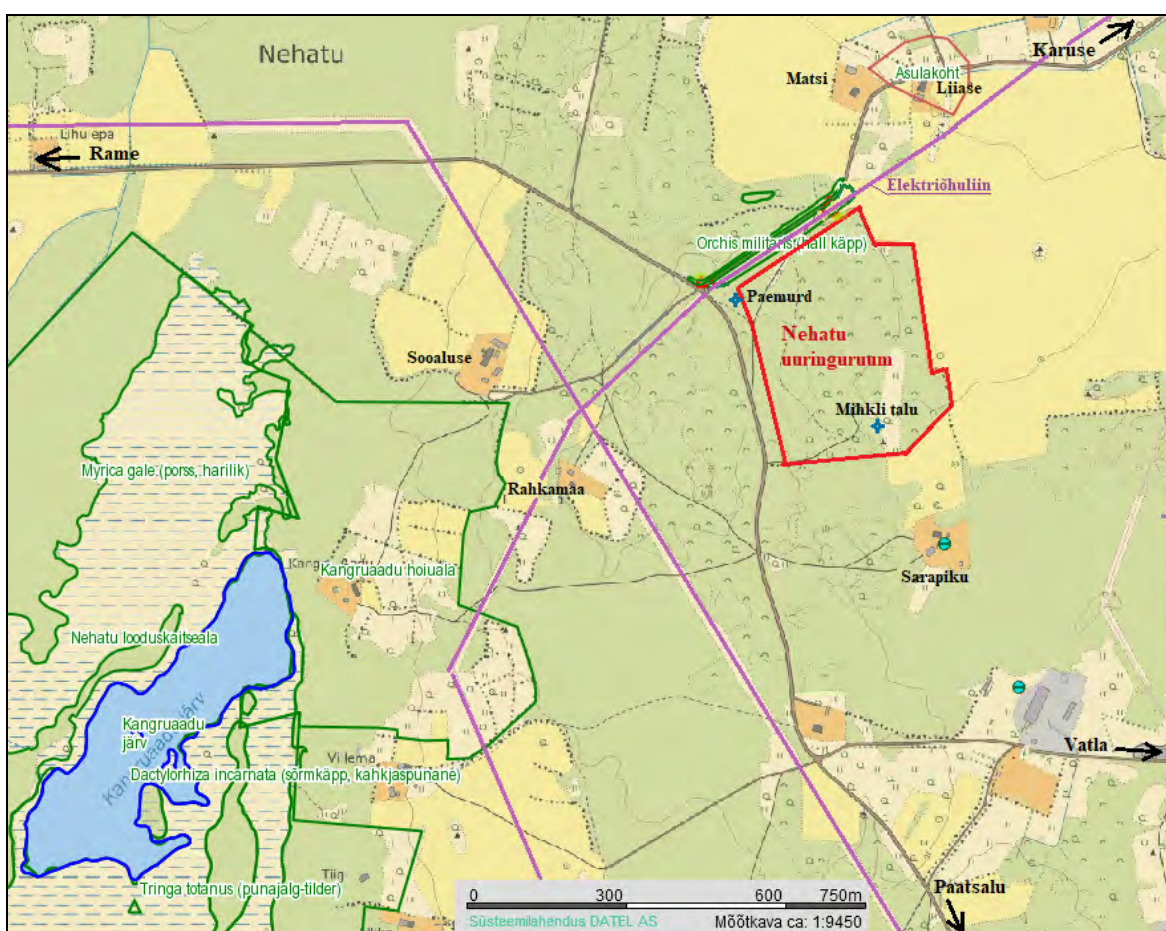 Nehatu
Karuse
Matsi
Asulakoht
Liiase
Lihu epa
Rame
Elektriõhuliin
Orchis militaris (hall käpp)
Paemurd
Nehatu
uuringuruum
Sooaluse
Mihkli talu
Myrica gale (porss, harilik)
Rahkamaa
Kangruaadu hoiuala
Sarapiku
Nehatu looduskaitseala
Kangruaadu
järv
Kangruaadu järv
Vatla
Villema
Dactylorhiza incarnata (sõrmkäpp, kahkjaspunane)
Tiig
Tringa totanus (punajalg-tilder)
Paatsalu
0 300 600 750m
Süsteemilahendus DATEL AS Mõõtkava ca: 1:9450